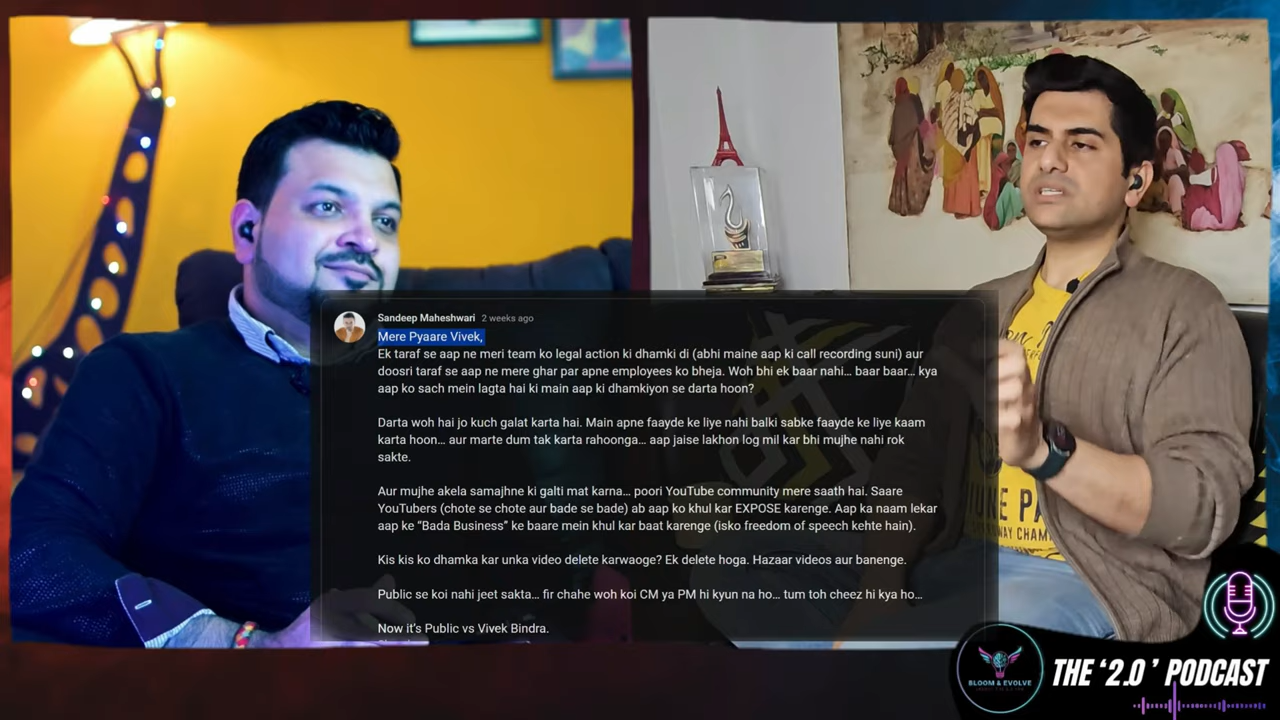 Sandeep Maheshwari 2 weeks ago
Mere Pyaare Vivek,
Ek taraf se aap ne meri team ko legal action ki dhamki di (abhi maine aap ki call recording suni) aur
doosri taraf se aap ne mere ghar par apne employees ko bheja. Woh bhi ek baar nahi… baar baar… kya
aap ko sach mein lagta hai ki main aap ki dhamkiyon se darta hoon?
Darta woh hai jo kuch galat karta hai. Main apne faayde ke liye nahi balki sabke faayde ke liye kaam
karta hoon… aur marte dum tak karta rahoonga… aap jaise lakhon log mil kar bhi mujhe nahi rok
sakte.
Aur mujhe akela samajhne ki galti mat karna… poori YouTube community mere saath hai. Saare
YouTubers (chote se chote aur bade se bade) ab aap ko khul kar EXPOSE karenge. Aap ka naam lekar
aap ke “Bada Business” ke baare mein khul kar baat karenge (isko freedom of speech kehte hain).
Kis kis ko dhamka kar unka video delete karwaoge? Ek delete hoga. Hazaar videos aur banenge.
Public se koi nahi jeet sakta… fir chahe woh koi CM ya PM hi kyun na ho… tum toh cheez hi kya ho…
Now it’s Public vs Vivek Bindra.
BLOOM & EVOLVE
THE ‘2.0’ PODCAST